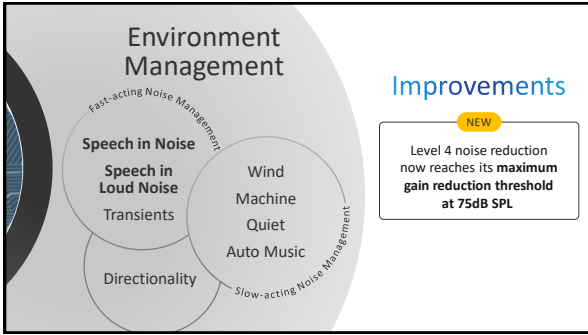 Environment
Management
Fast-acting Noise Management
Speech in Noise
Speech in
Loud Noise
Transients
Directionality
Wind
Machine
Quiet
Auto Music
Slow-acting Noise Management
Improvements
NEW
Level 4 noise reduction
now reaches its maximum
gain reduction threshold
at 75dB SPL